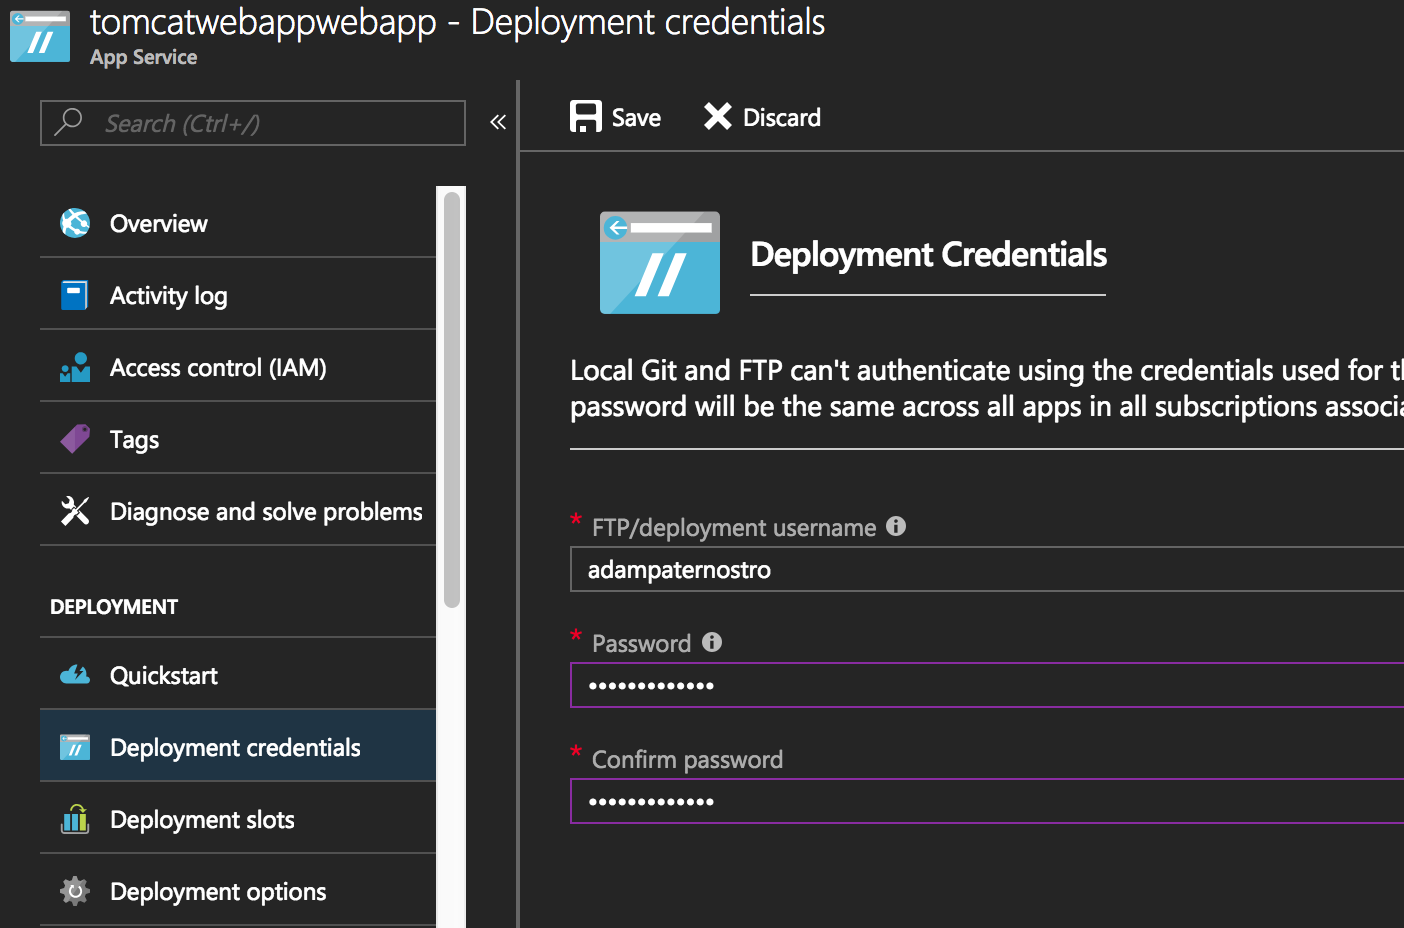 tomcatwebappwebapp - Deployment credentials
App Service
Search (Ctrl+/)
Overview
Activity log
Access control (IAM)
Tags
Diagnose and solve problems
DEPLOYMENT
Quickstart
Deployment credentials
Deployment slots
Deployment options
Save
Discard
Deployment Credentials
Local Git and FTP can't authenticate using the credentials used for
password will be the same across all apps in all subscriptions
* FTP/deployment username
adampaternostro
* Password
•••••••••••••
* Confirm password
•••••••••••••